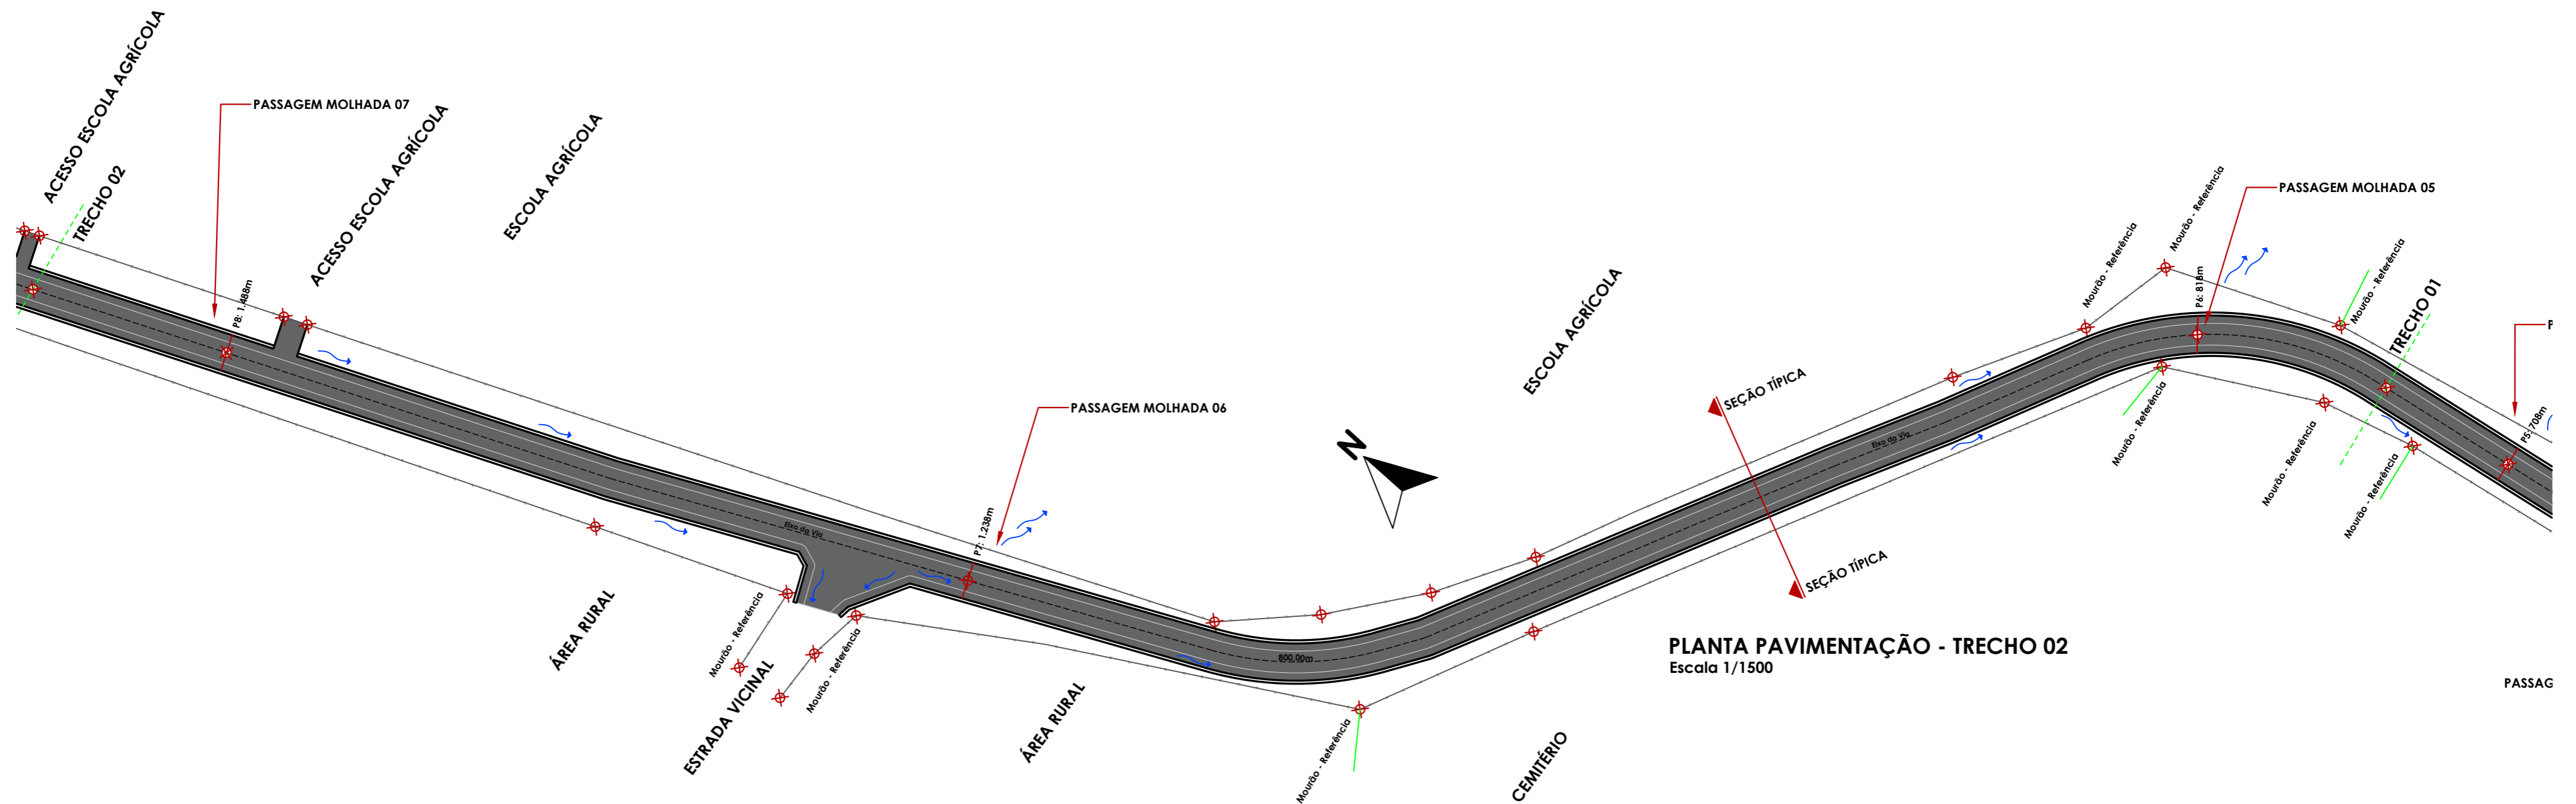 ACESSO ESCOLA AGRÍCOLA
TRECHO 02
PASSAGEM MOLHADA 07
P8: 1.488m
ACESSO ESCOLA AGRÍCOLA
ESCOLA AGRÍCOLA
ÁREA RURAL
Eixo da Via
Mourão - Referência
ESTRADA VICINAL
Mourão - Referência
P7: 1.238m
PASSAGEM MOLHADA 06
ÁREA RURAL
800,00m
N
Mourão - Referência
CEMITÉRIO
ESCOLA AGRÍCOLA
SEÇÃO TÍPICA
SEÇÃO TÍPICA
PLANTA PAVIMENTAÇÃO - TRECHO 02
Escala 1/1500
Eixo da Via
Mourão - Referência
Mourão - Referência
Mourão - Referência
P6: 818m
PASSAGEM MOLHADA 05
Mourão - Referência
Mourão - Referência
Mourão - Referência
TRECHO 01
P5: 708m
P
PASSAG